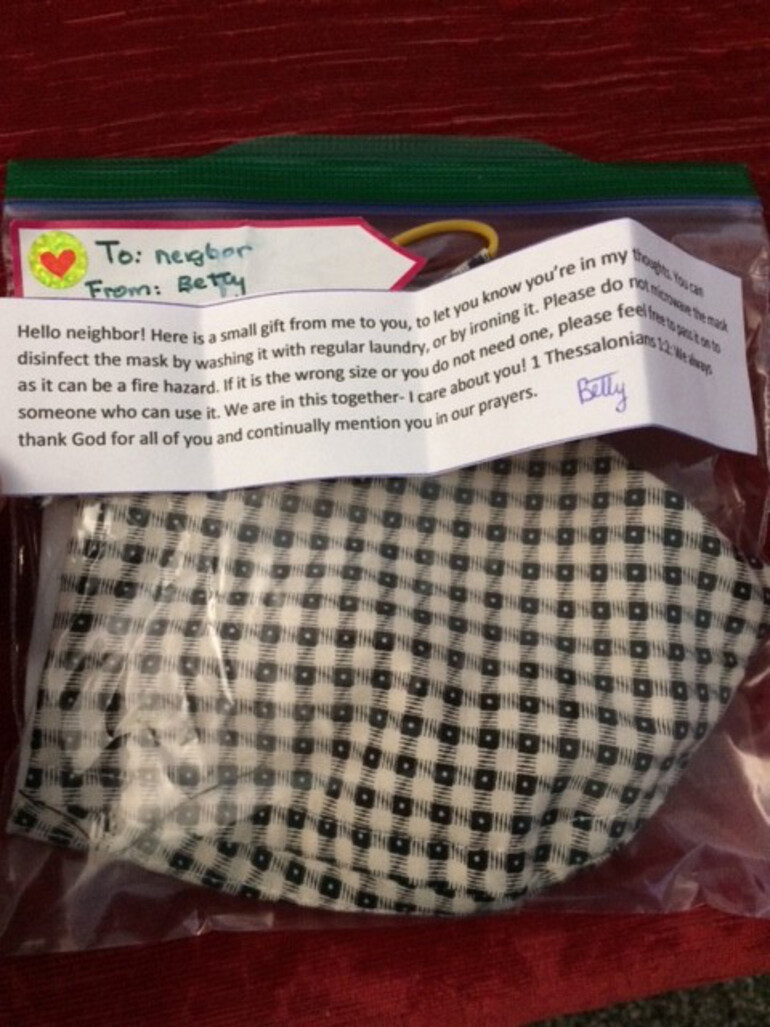 To: neigbor
From: Betty
Hello neighbor! Here is a small gift from me to you, to let you know you're in my thoughts. You can
disinfect the mask by washing it with regular laundry, or by ironing it. Please do not microwave the mask
as it can be a fire hazard. If it is the wrong size or you do not need one, please feel free to pass it on to
someone who can use it. We are in this together- I care about you! 1 Thessalonians 1:2: We always
thank God for all of you and continually mention you in our prayers.
Betty